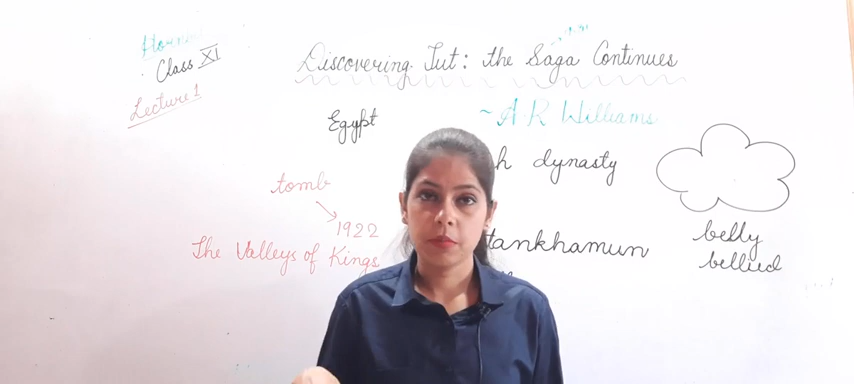 Class XI
Lecture 1
Discovering Tut: the Saga Continues
~ A R Williams
Egypt
dynasty
tomb
1922
The Valleys of Kings
tankhamun
belly
bellied